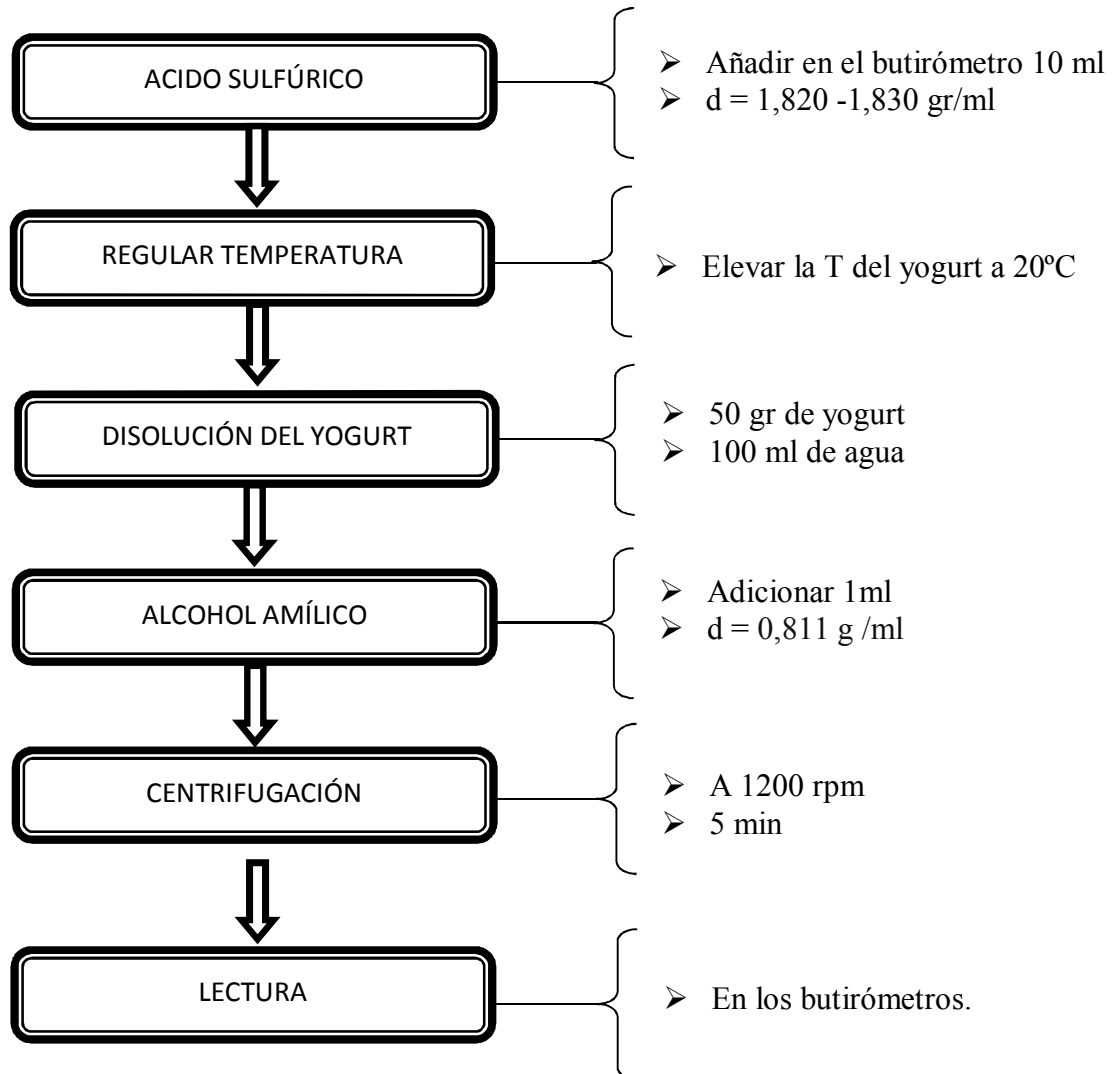 ACIDO SULFÚRICO
➢ Añadir en el butirómetro 10 ml
➢ d = 1,820 -1,830 gr/ml
REGULAR TEMPERATURA
➢ Elevar la T del yogurt a 20ºC
DISOLUCIÓN DEL YOGURT
➢ 50 gr de yogurt
➢ 100 ml de agua
ALCOHOL AMÍLICO
➢ Adicionar 1ml
➢ d = 0,811 g /ml
CENTRIFUGACIÓN
➢ A 1200 rpm
➢ 5 min
LECTURA
➢ En los butirómetros.